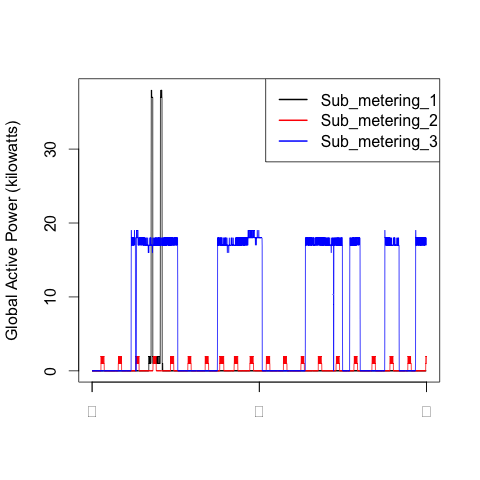 Global Active Power (kilowatts)
30
20
10
0
Sub_metering_1
Sub_metering_2
Sub_metering_3